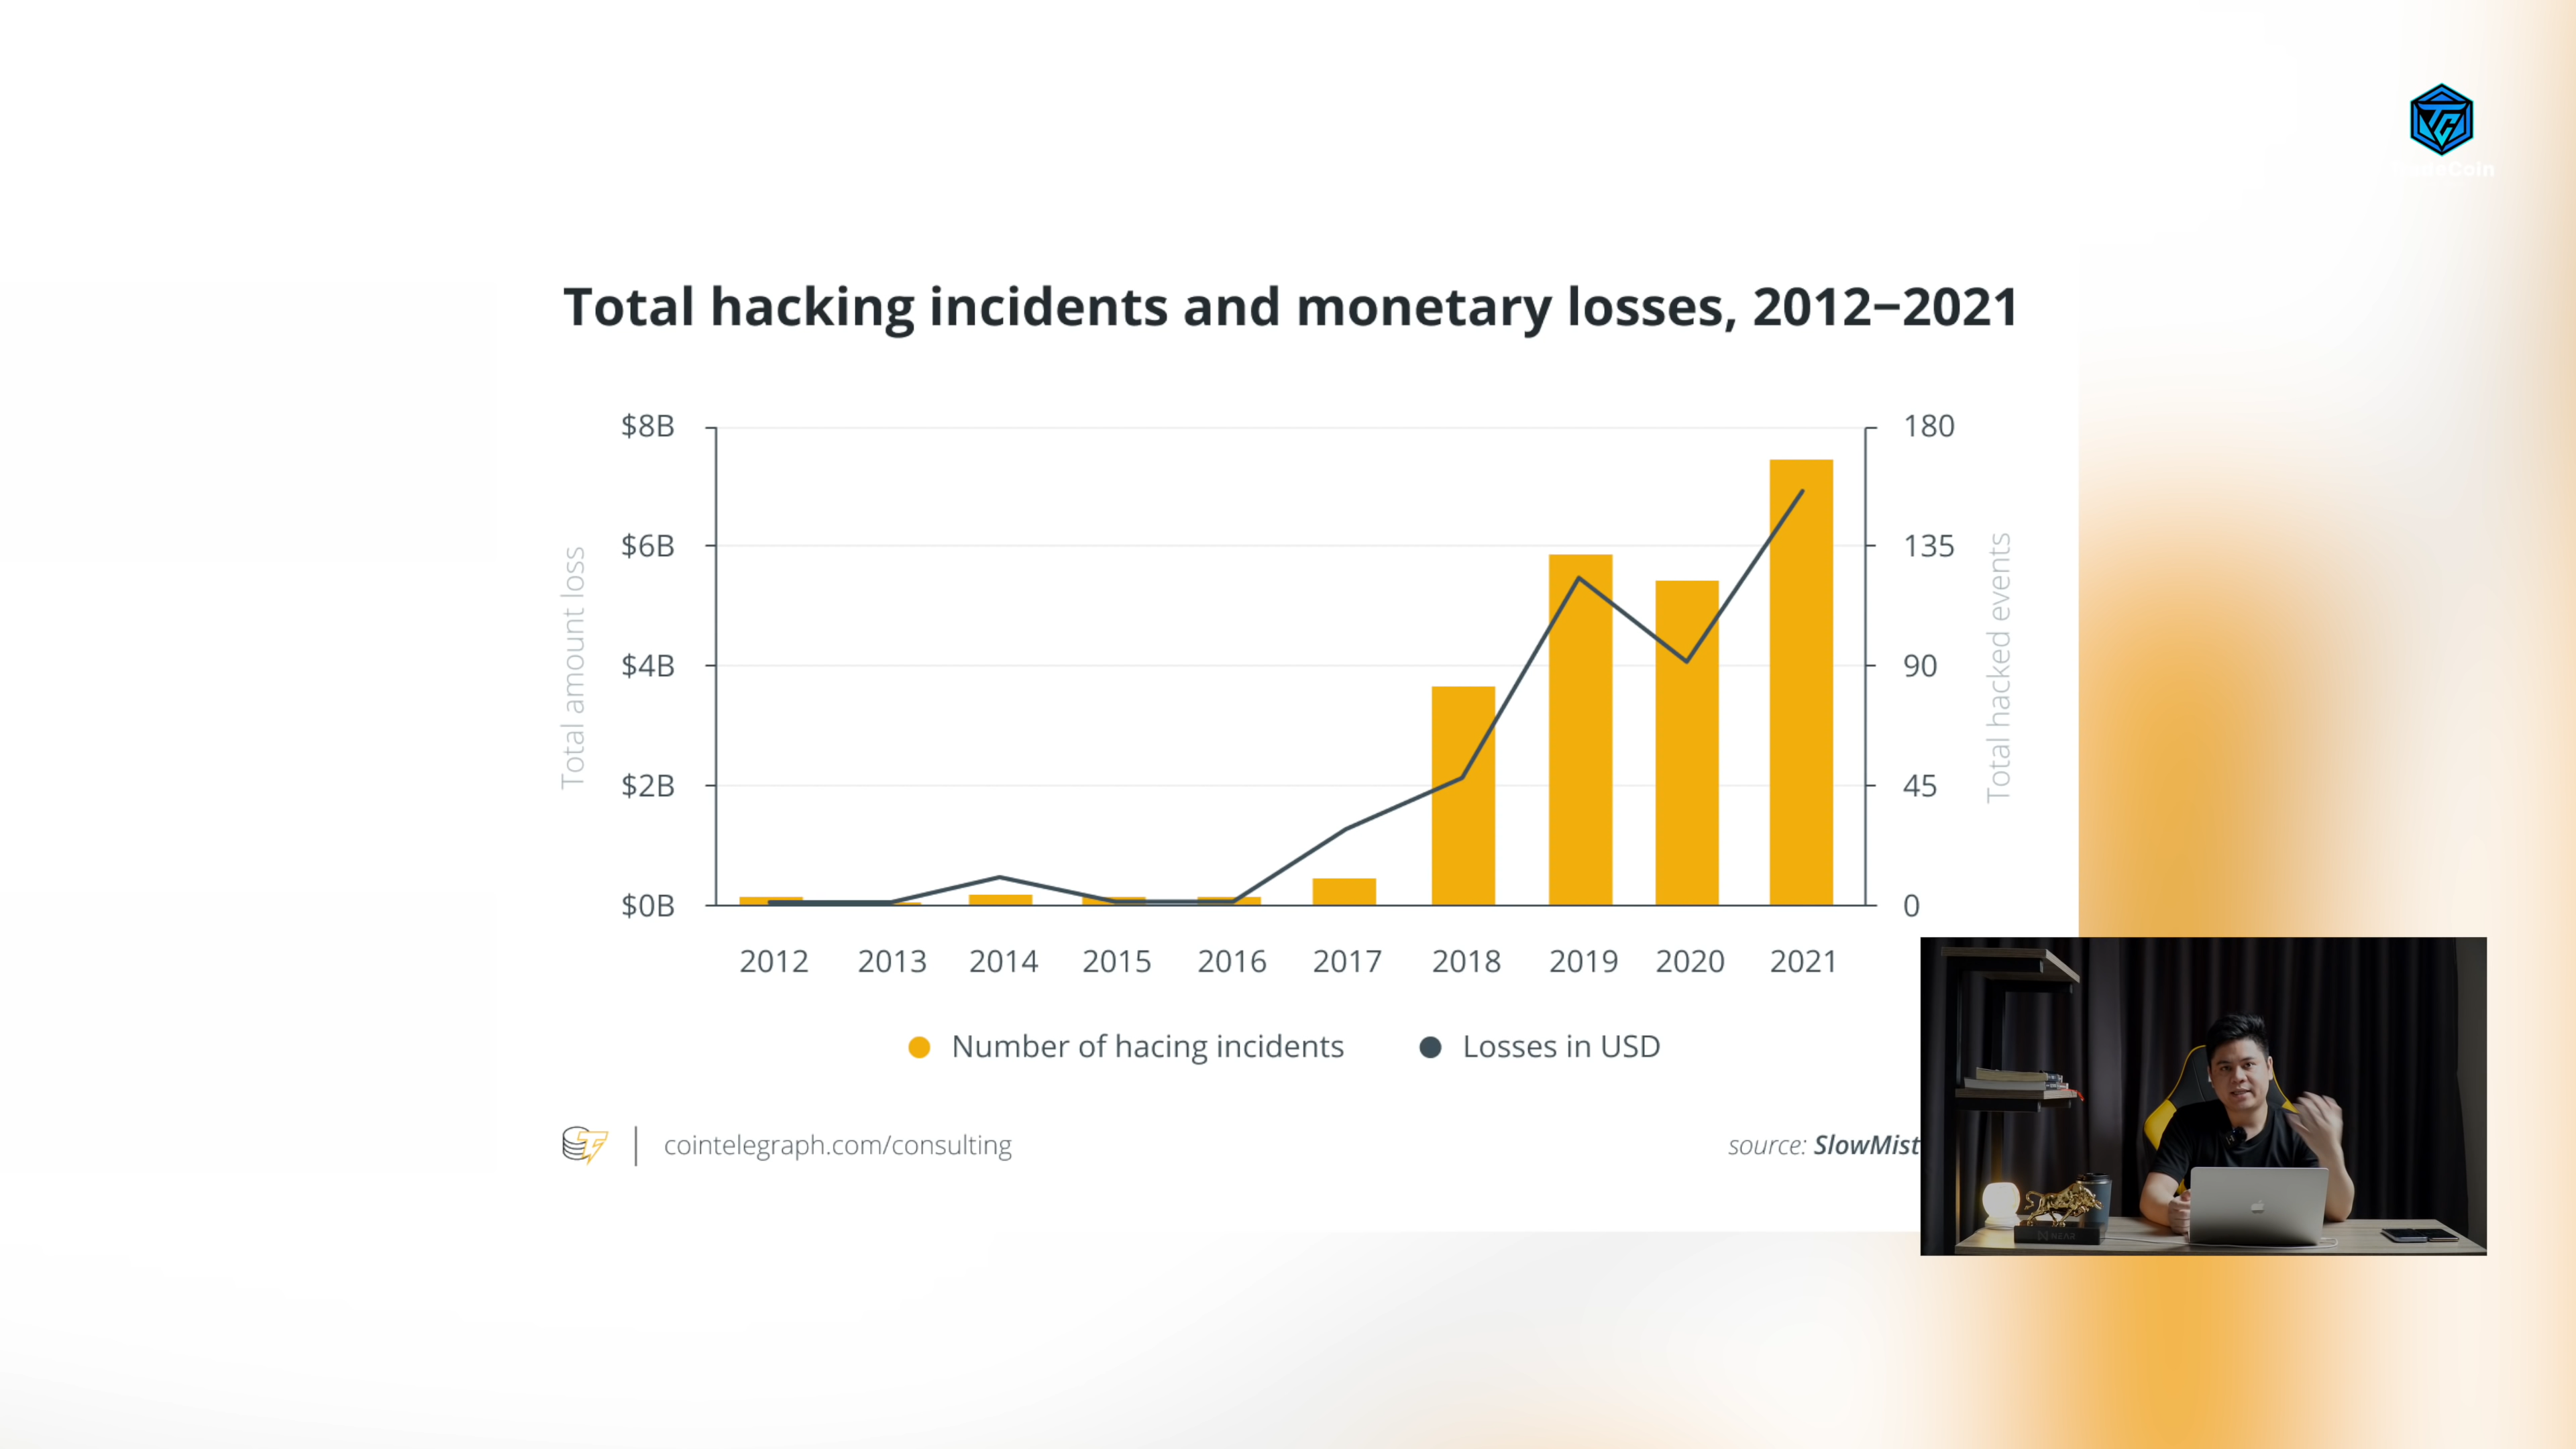 Total hacking incidents and monetary losses, 2012–2021
$8B
$6B
$4B
$2B
$0B
Total amount loss
180
135
90
45
0
Total hacked events
2012 2013 2014 2015 2016 2017 2018 2019 2020 2021
Number of hacing incidents
Losses in USD
cointelegraph.com/consulting
source: SlowMist
NEAR